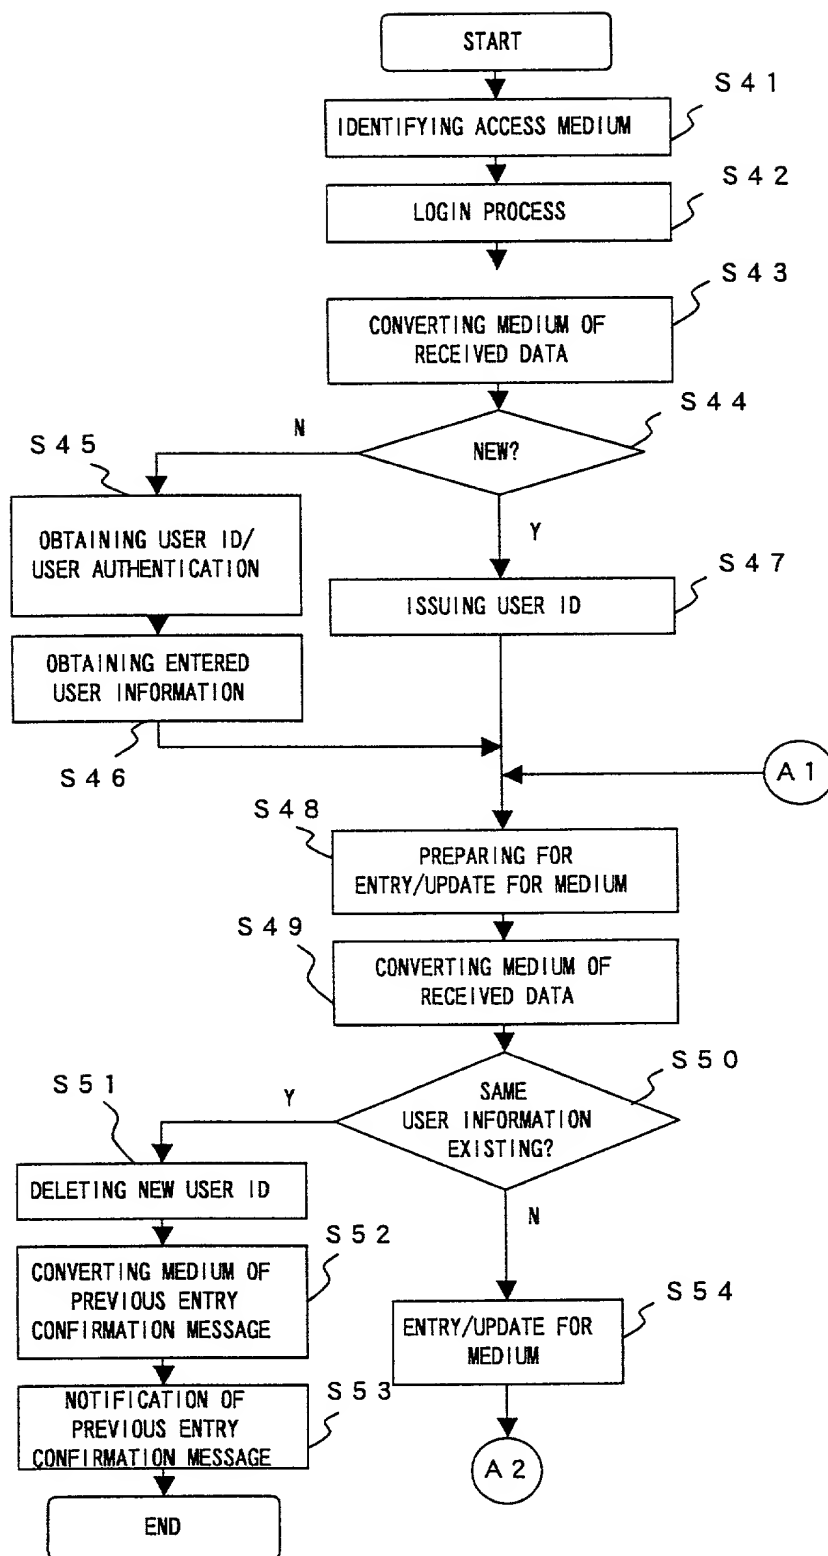 START
S41
IDENTIFYING ACCESS MEDIUM
S42
LOGIN PROCESS
S43
CONVERTING MEDIUM OF
RECEIVED DATA
S44
N
NEW?
S45
Y
OBTAINING USER ID/
USER AUTHENTICATION
S47
ISSUING USER ID
OBTAINING ENTERED
USER INFORMATION
S46
A1
S48
PREPARING FOR
ENTRY/UPDATE FOR MEDIUM
S49
CONVERTING MEDIUM OF
RECEIVED DATA
S50
SAME
USER INFORMATION
EXISTING?
Y
S51
DELETING NEW USER ID
N
S52
CONVERTING MEDIUM OF
PREVIOUS ENTRY
CONFIRMATION MESSAGE
S54
ENTRY/UPDATE FOR
MEDIUM
S53
NOTIFICATION OF
PREVIOUS ENTRY
CONFIRMATION MESSAGE
A2
END